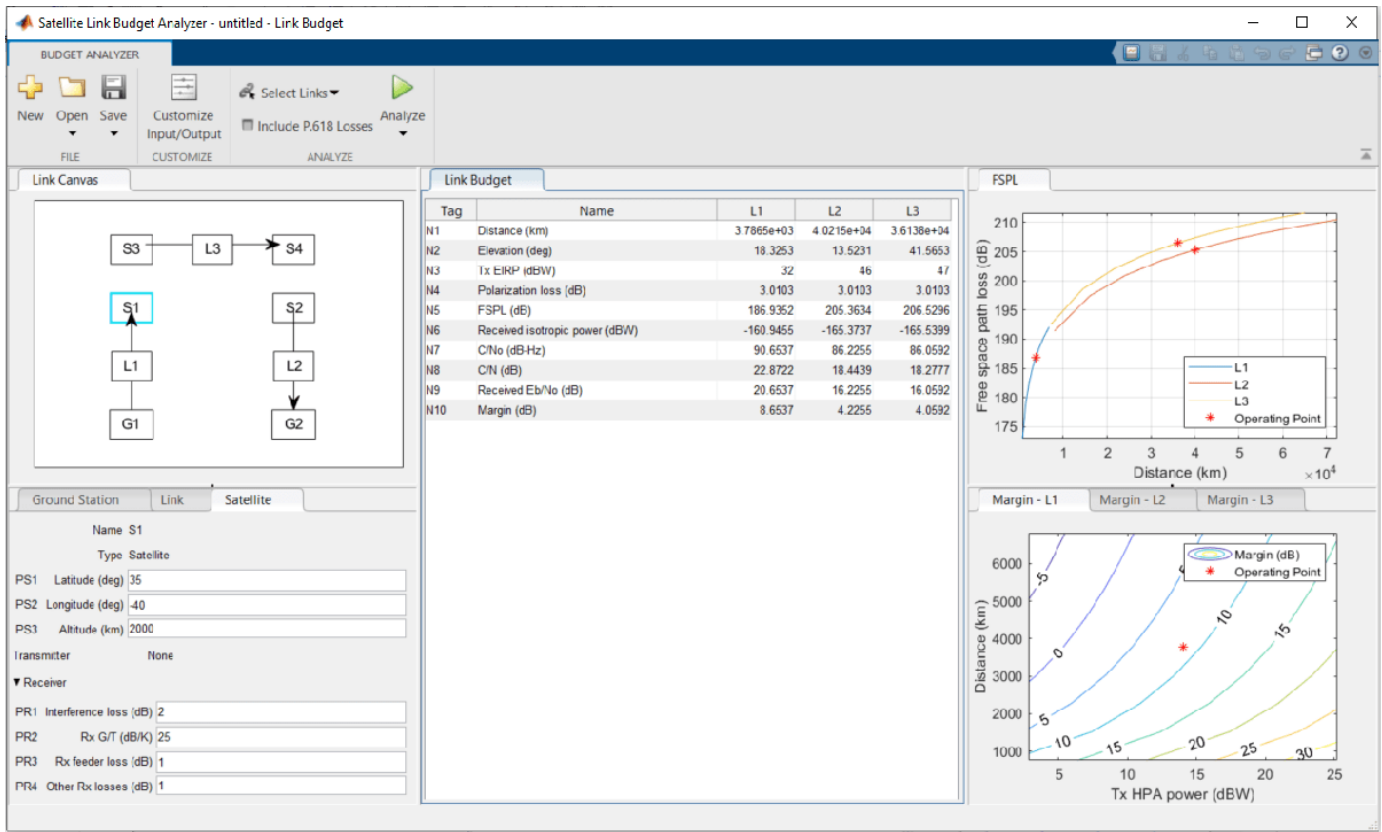 Satellite Link Budget Analyzer - untitled - Link Budget
BUDGET ANALYZER
New Open Save
Customize Input/Output
Select Links
Include P.618 Losses
Analyze
FILE CUSTOMIZE ANALYZE
Link Canvas
S3 L3 S4
S1 S2
L1 L2
G1 G2
Ground Station Link Satellite
Name S1
Type Satellite
PS1 Latitude (deg) 35
PS2 Longitude (deg) -40
PS3 Altitude (km) 2000
Transmitter None
Receiver
PR1 Interference loss (dB) 2
PR2 Rx G/T (dB/K) 25
PR3 Rx feeder loss (dB) 1
PR4 Other Rx losses (dB) 1
Link Budget
Tag Name L1 L2 L3
N1 Distance (km) 3.7865e+03 4.0215e+04 3.6138e+04
N2 Elevation (deg) 18.3253 13.5231 41.5653
N3 Tx EIRP (dBW) 32 46 47
N4 Polarization loss (dB) 3.0103 3.0103 3.0103
N5 FSPL (dB) 186.9352 205.3634 206.5296
N6 Received isotropic power (dBW) -160.9455 -165.3737 -165.5399
N7 C/No (dB-Hz) 90.6537 86.2255 86.0592
N8 C/N (dB) 22.8722 18.4439 18.2777
N9 Received Eb/No (dB) 20.6537 16.2255 16.0592
N10 Margin (dB) 8.6537 4.2255 4.0592
FSPL
Free space path loss (dB)
210
205
200
195
190
185
180
175
L1
L2
L3
Operating Point
1 2 3 4 5 6 7
Distance (km) ×10⁴
Margin - L1 Margin - L2 Margin - L3
Distance (km)
6000
5000
4000
3000
2000
1000
Margin (dB)
Operating Point
-5
0
5
10
15
5
10
15
20
25
30
5 10 15 20 25
Tx HPA power (dBW)